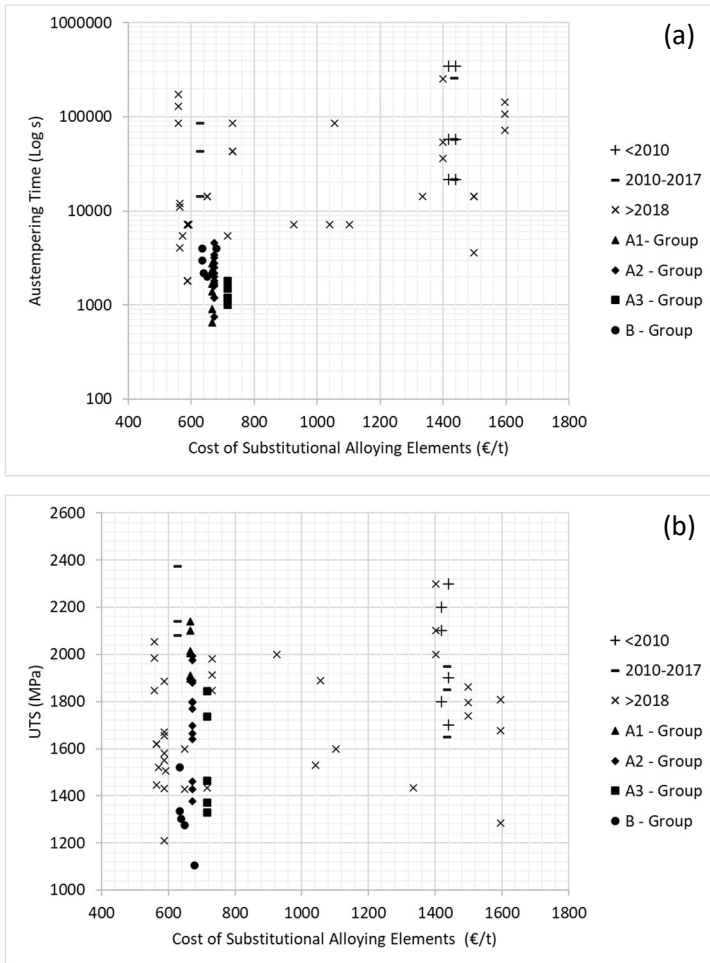 (a)
1000000
100000
10000
1000
100
Austempering Time (Log s)
400 600 800 1000 1200 1400 1600 1800
Cost of Substitutional Alloying Elements (€/t)
<2010
2010-2017
>2018
A1- Group
A2 - Group
A3 - Group
B - Group
(b)
2600
2400
2200
2000
1800
1600
1400
1200
1000
UTS (MPa)
400 600 800 1000 1200 1400 1600 1800
Cost of Substitutional Alloying Elements (€/t)
<2010
2010-2017
>2018
A1 - Group
A2 - Group
A3 - Group
B - Group